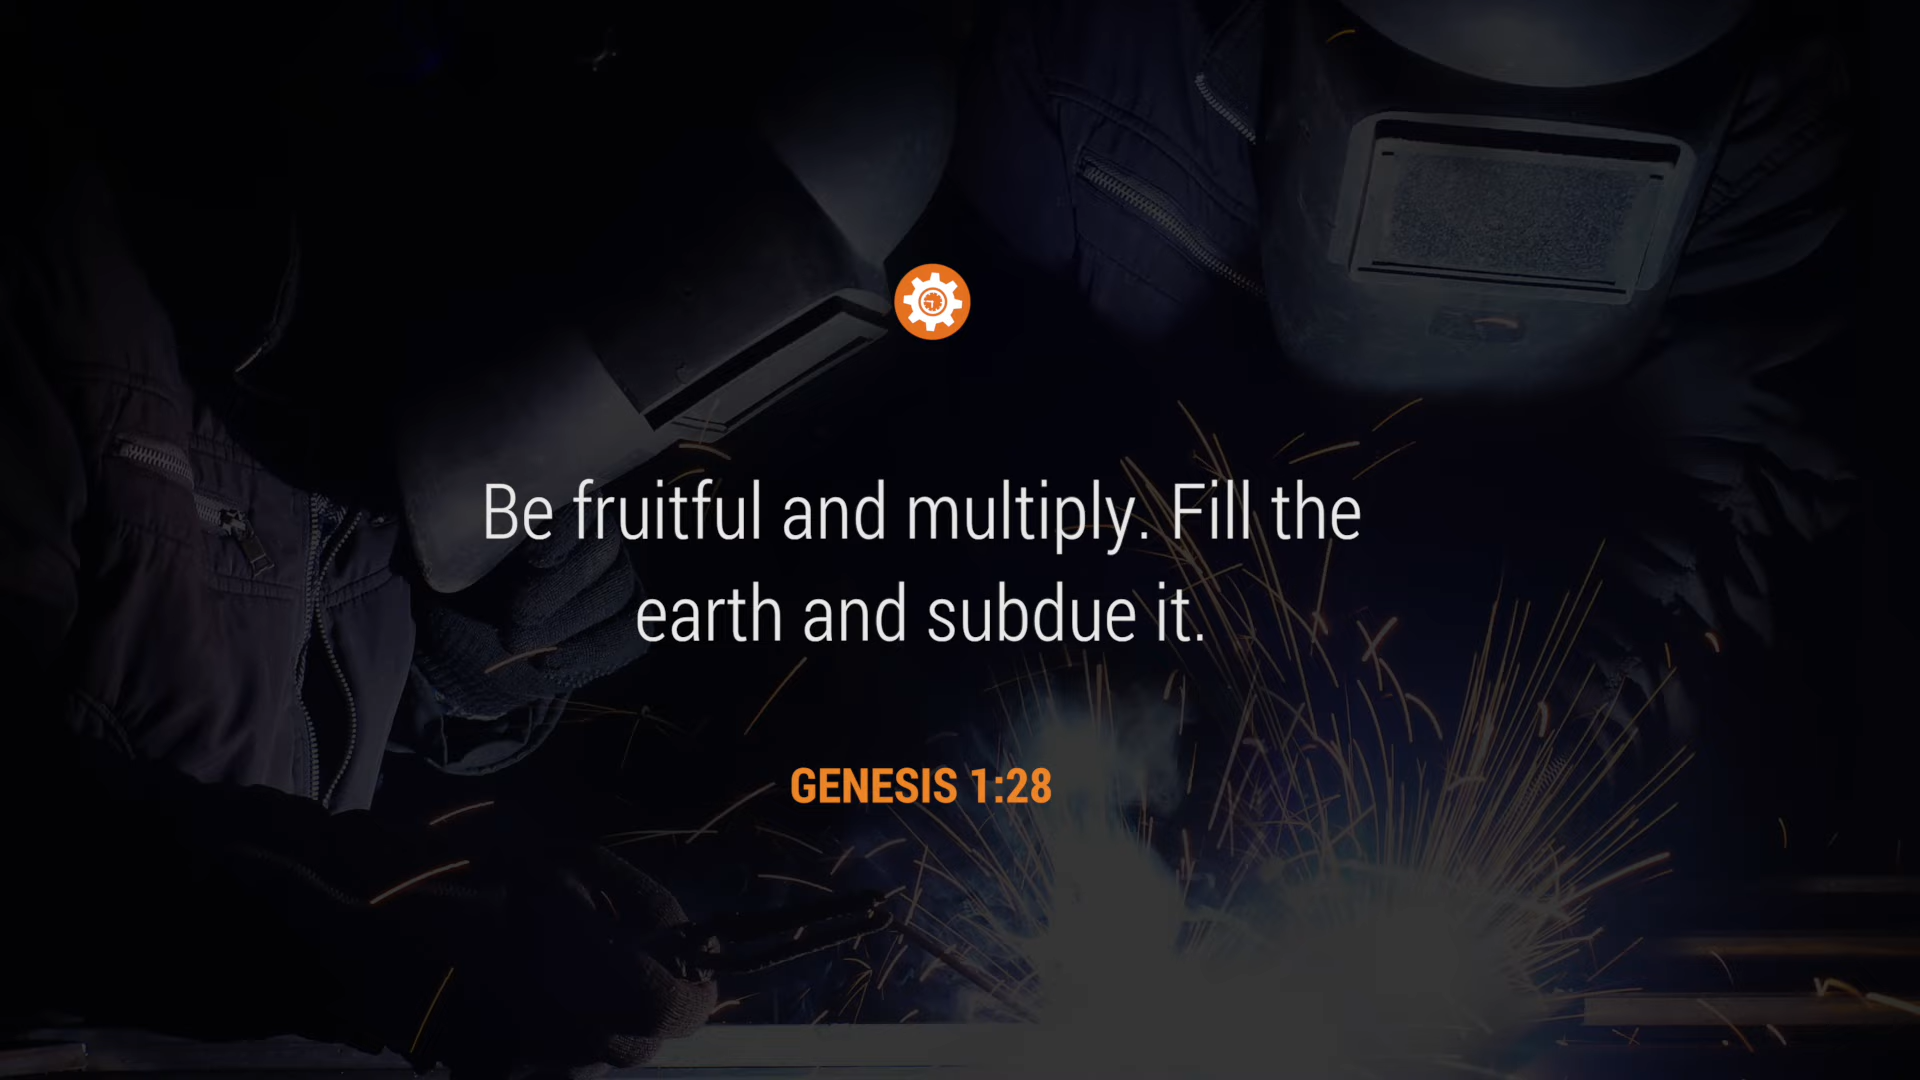 Be fruitful and multiply. Fill the
earth and subdue it.
GENESIS 1:28